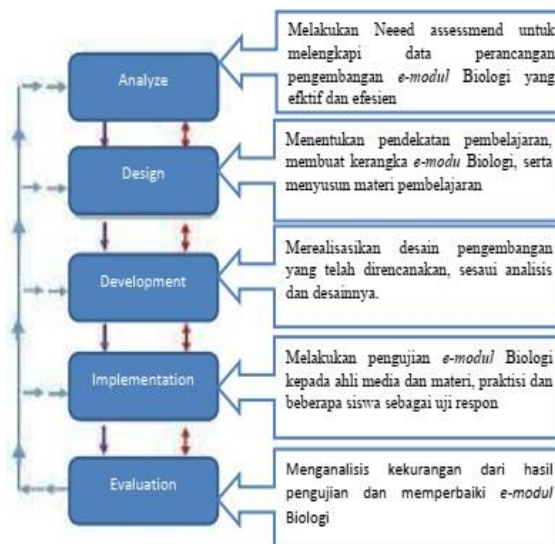 Analyze
Melakukan Neeed assessmend untuk
melengkapi data perancangan
pengembangan e-modul Biologi yang
efktif dan efesien
Design
Menentukan pendekatan pembelajaran,
membuat kerangka e-modu Biologi, serta
menyusun materi pembelajaran
Development
Merealisasikan desain pengembangan
yang telah direncanakan, sesaui analisis
dan desainnya.
Implementation
Melakukan pengujian e-modul Biologi
kepada ahli media dan materi, praktisi dan
beberapa siswa sebagai uji respon
Evaluation
Menganalisis kekurangan dari hasil
pengujian dan memperbaiki e-modul
Biologi